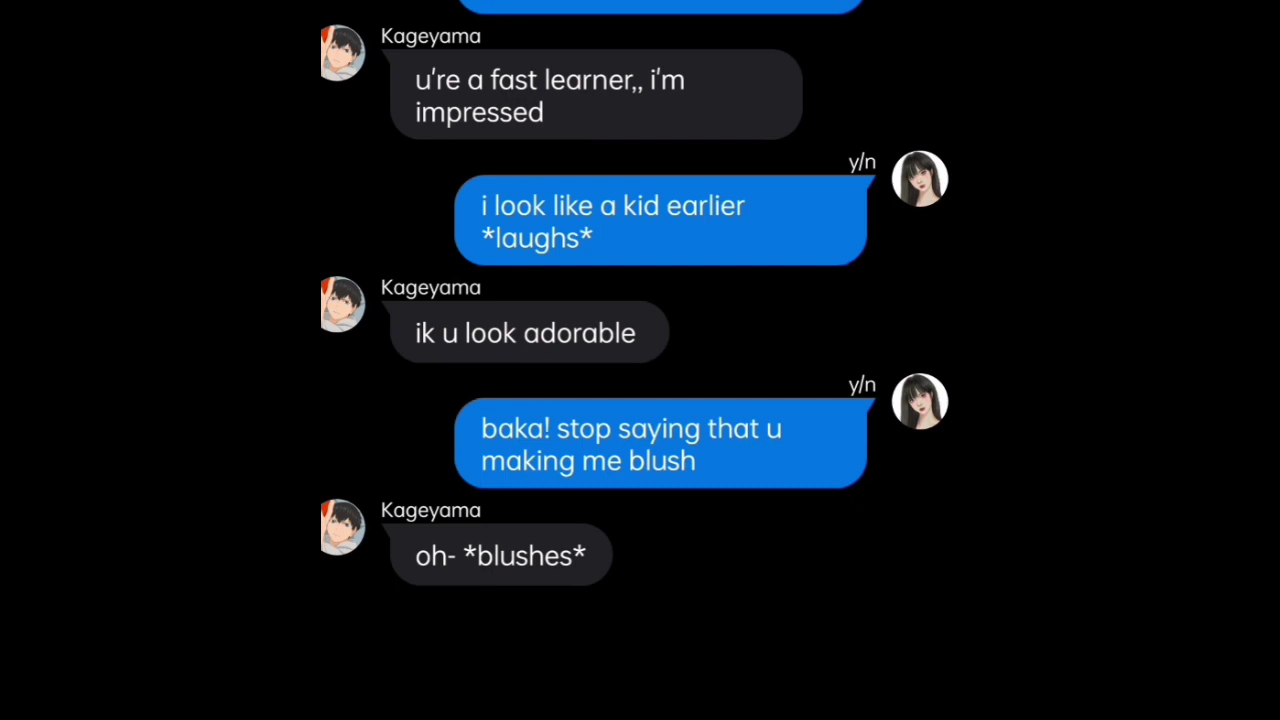 Kageyama
u're a fast learner,, i'm
impressed
y/n
i look like a kid earlier
*laughs*
Kageyama
ik u look adorable
y/n
baka! stop saying that u
making me blush
Kageyama
oh- *blushes*